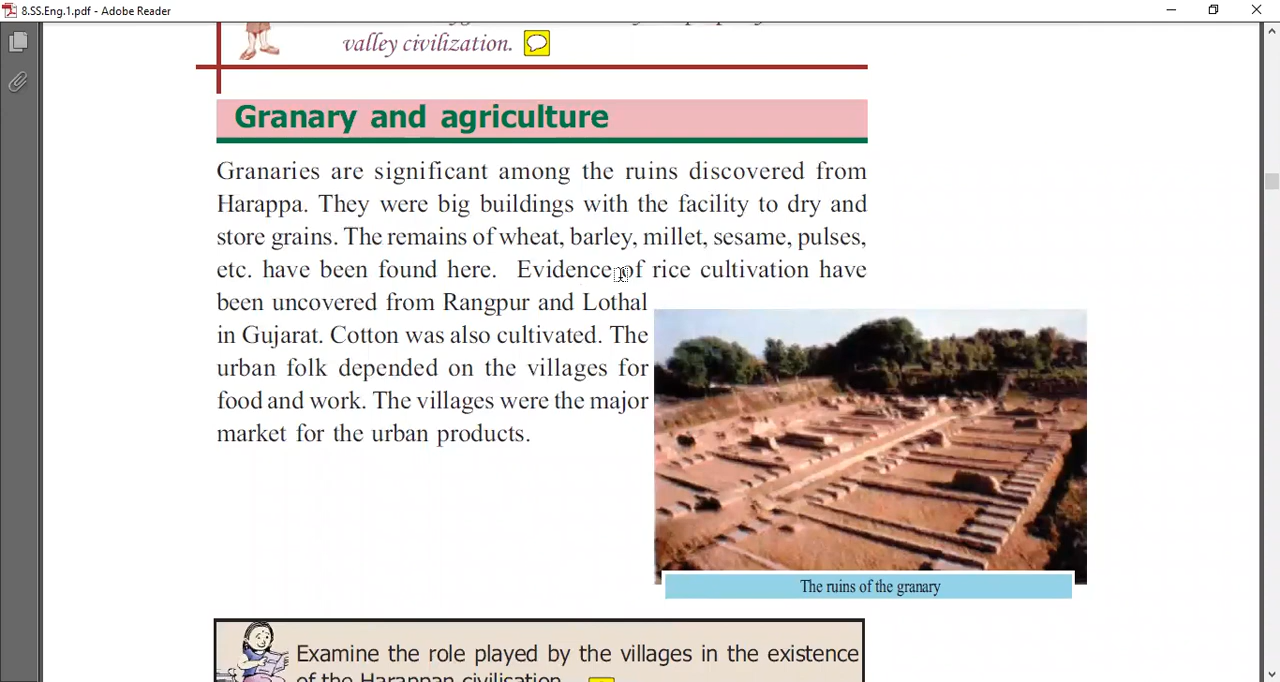 8.SS.Eng.1.pdf - Adobe Reader
valley civilization.
Granary and agriculture
Granaries are significant among the ruins discovered from
Harappa. They were big buildings with the facility to dry and
store grains. The remains of wheat, barley, millet, sesame, pulses,
etc. have been found here. Evidence of rice cultivation have
been uncovered from Rangpur and Lothal
in Gujarat. Cotton was also cultivated. The
urban folk depended on the villages for
food and work. The villages were the major
market for the urban products.
The ruins of the granary
Examine the role played by the villages in the existence
of the Harappan civilisation.